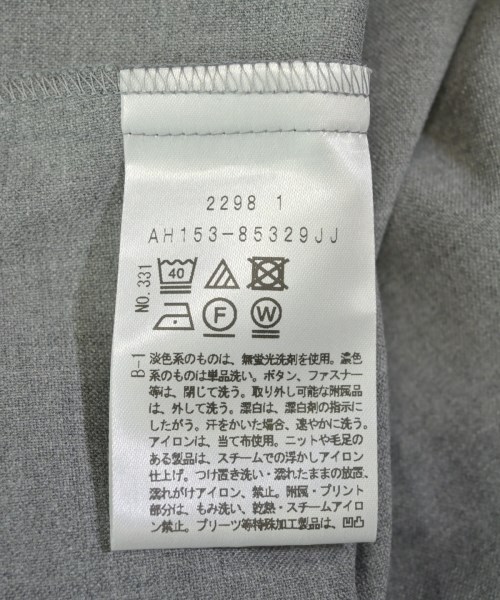 2298 1
AH153-85329JJ
NO.331
40
F W
B-1
淡色系のものは、無蛍光洗剤を使用。濃色
系のものは単品洗い。ボタン、ファスナー
等は、閉じて洗う。取り外し可能な附属品
は、外して洗う。漂白は、漂白剤の指示に
したがう。汗をかいた場合、速やかに洗う。
アイロンは、当て布使用。ニットや毛足の
ある製品は、スチームでの浮かしアイロン
仕上げ。つけ置き洗い・濡れたままの放置、
濡れがけアイロン、禁止。附属・プリント
部分は、もみ洗い、乾熱・スチームアイロ
ン禁止。プリーツ等特殊加工製品は、凹凸